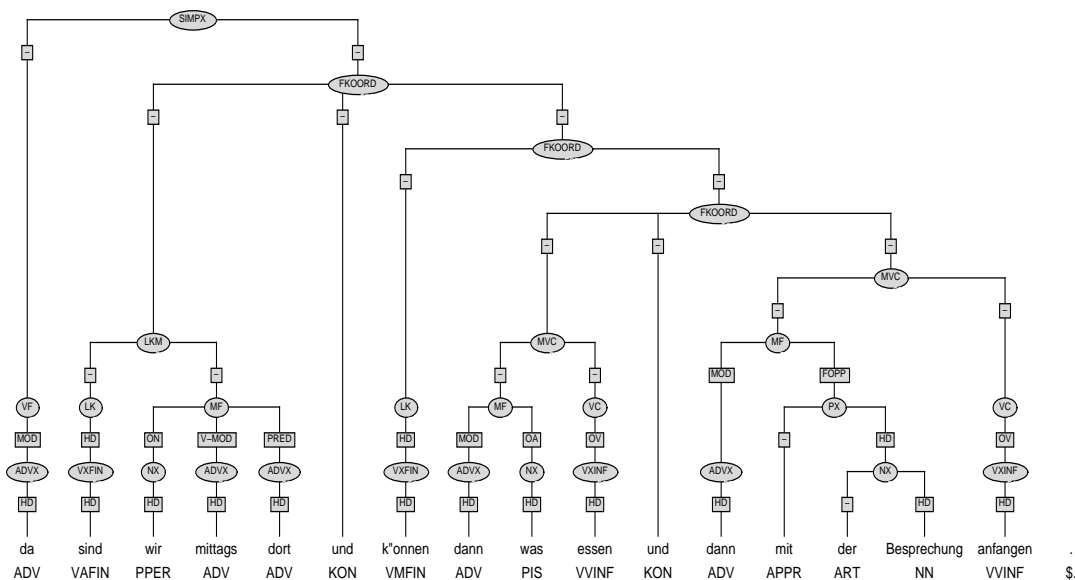 SIMPX
– –
FKOORD
– – –
FKOORD
– –
FKOORD
– – –
MVC
– –
LKM MVC MF
– – – – MOD FOPP
VF LK MF LK MF VC PX VC
MOD HD ON V–MOD PRED HD MOD OA OV – HD OV
ADVX VXFIN NX ADVX ADVX VXFIN ADVX NX VXINF ADVX NX VXINF
HD HD HD HD HD HD HD HD HD HD – HD HD
da sind wir mittags dort und k"onnen dann was essen und dann mit der Besprechung anfangen .
ADV VAFIN PPER ADV ADV KON VMFIN ADV PIS VVINF KON ADV APPR ART NN VVINF $.